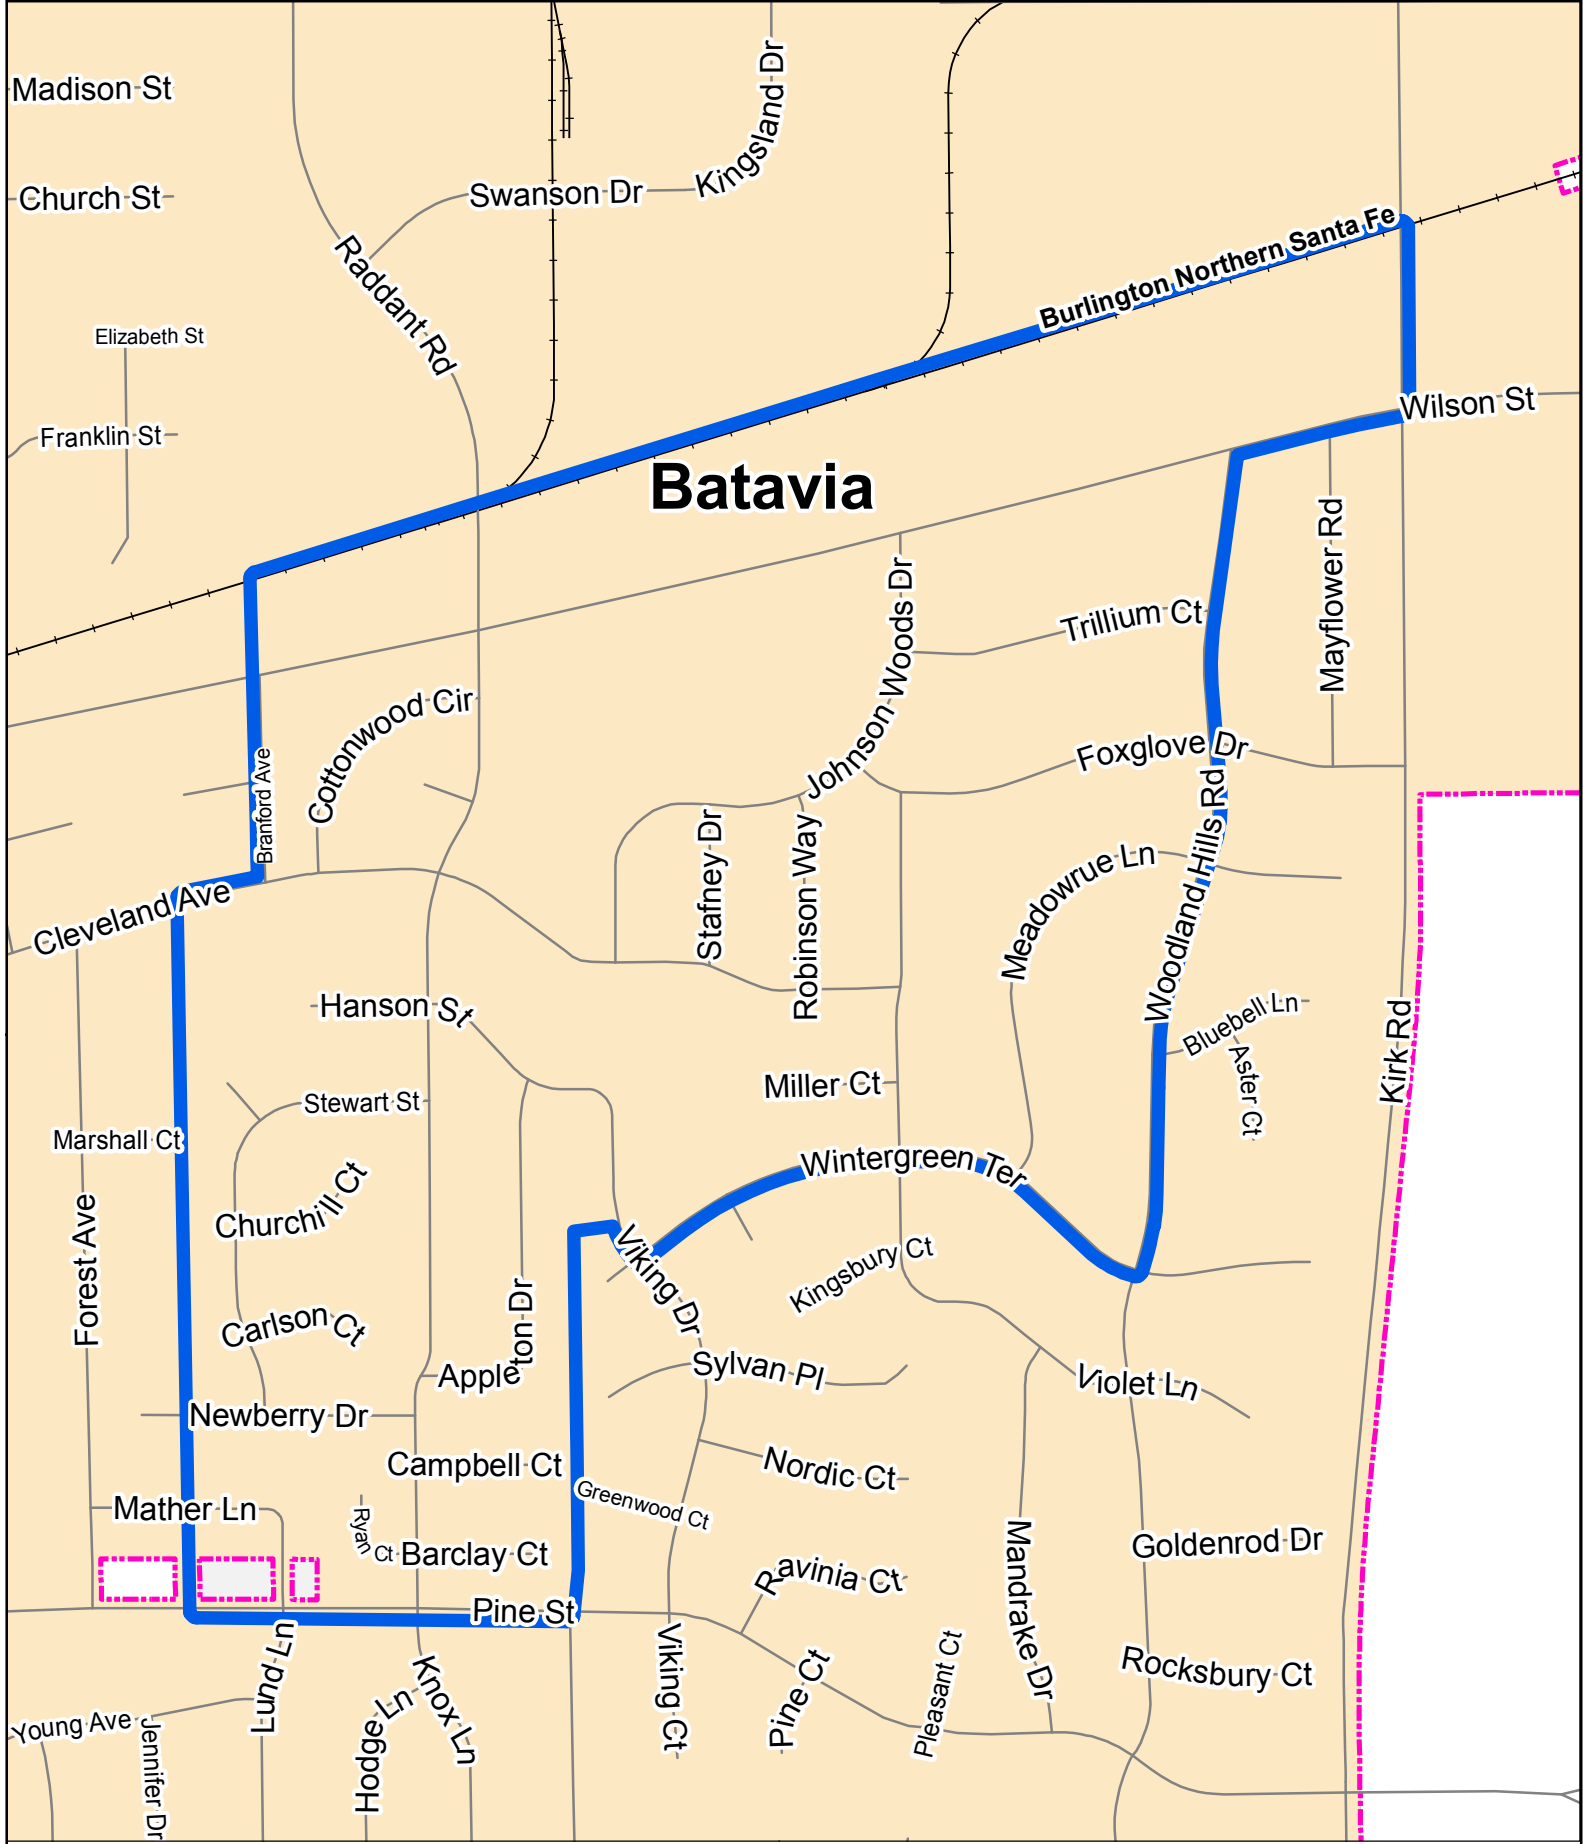 Madison St
Kingsland Dr
Church St
Swanson Dr
Raddant Rd
Burlington Northern Santa Fe
Elizabeth St
Franklin St
Wilson St
Batavia
Mayflower Rd
Johnson Woods Dr
Trillium Ct
Cottonwood Cir
Foxglove Dr
Branford Ave
Woodland Hills Rd
Stafney Dr
Robinson Way
Meadowrue Ln
Cleveland Ave
Hanson St
Bluebell Ln
Aster Ct
Kirk Rd
Miller Ct
Stewart St
Marshall Ct
Wintergreen Ter
Churchill Ct
Forest Ave
Viking Dr
Kingsbury Ct
Carlson Ct
Appleton Dr
Sylvan Pl
Violet Ln
Newberry Dr
Campbell Ct
Nordic Ct
Greenwood Ct
Mather Ln
Ryan Ct
Barclay Ct
Mandrake Dr
Goldenrod Dr
Ravinia Ct
Pine St
Lund Ln
Knox Ln
Viking Ct
Pine Ct
Pleasant Ct
Rocksbury Ct
Hodge Ln
Young Ave
Jennifer Dr